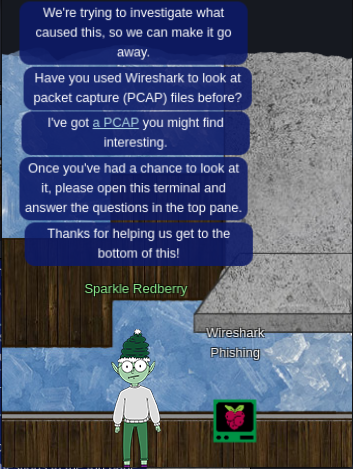 We're trying to investigate what
caused this, so we can make it go
away.
Have you used Wireshark to look at
packet capture (PCAP) files before?
I've got a PCAP you might find
interesting.
Once you've had a chance to look at
it, please open this terminal and
answer the questions in the top pane.
Thanks for helping us get to the
bottom of this!
Sparkle Redberry
Wireshark
Phishing